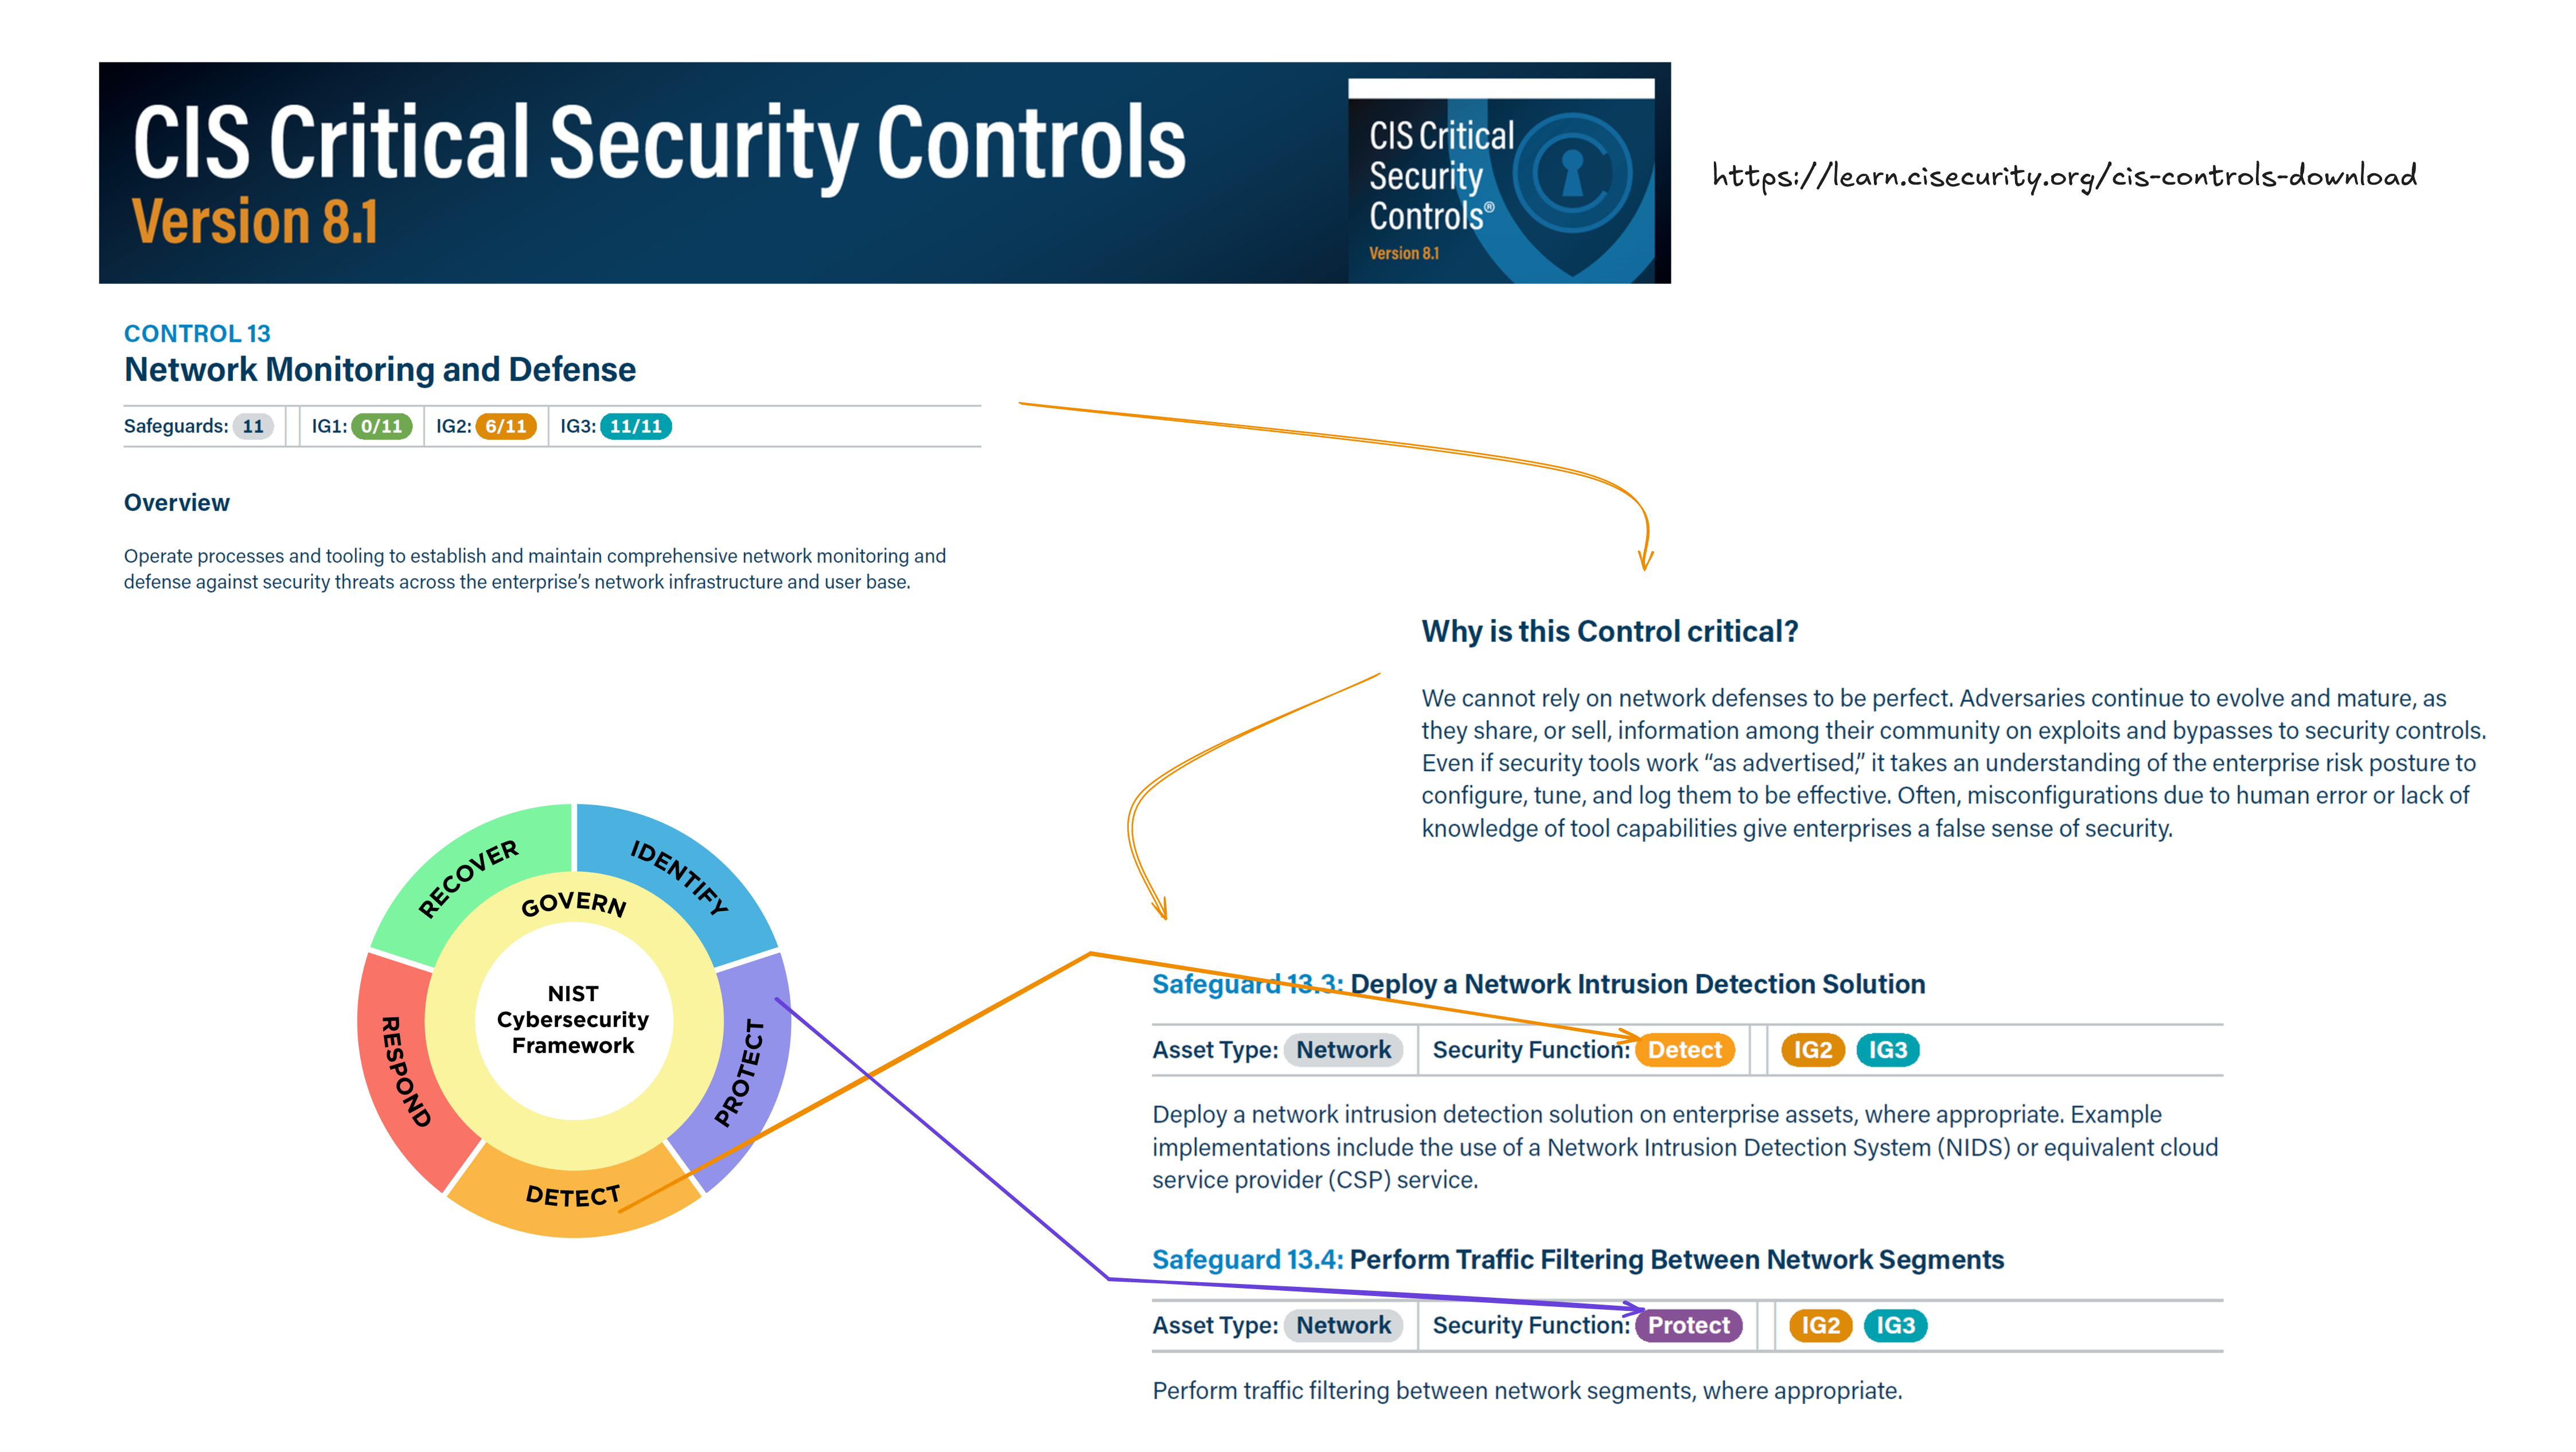 CIS Critical Security Controls
Version 8.1
CIS Critical
Security
Controls®
Version 8.1
https://learn.cisecurity.org/cis-controls-download
CONTROL 13
Network Monitoring and Defense
Safeguards: 11 IG1: 0/11 IG2: 6/11 IG3: 11/11
Overview
Operate processes and tooling to establish and maintain comprehensive network monitoring and
defense against security threats across the enterprise's network infrastructure and user base.
Why is this Control critical?
We cannot rely on network defenses to be perfect. Adversaries continue to evolve and mature, as
they share, or sell, information among their community on exploits and bypasses to security controls.
Even if security tools work “as advertised,” it takes an understanding of the enterprise risk posture to
configure, tune, and log them to be effective. Often, misconfigurations due to human error or lack of
knowledge of tool capabilities give enterprises a false sense of security.
RECOVER
IDENTIFY
GOVERN
NIST
Cybersecurity
Framework
RESPOND
PROTECT
DETECT
Safeguard 13.3: Deploy a Network Intrusion Detection Solution
Asset Type: Network Security Function: Detect IG2 IG3
Deploy a network intrusion detection solution on enterprise assets, where appropriate. Example
implementations include the use of a Network Intrusion Detection System (NIDS) or equivalent cloud
service provider (CSP) service.
Safeguard 13.4: Perform Traffic Filtering Between Network Segments
Asset Type: Network Security Function: Protect IG2 IG3
Perform traffic filtering between network segments, where appropriate.